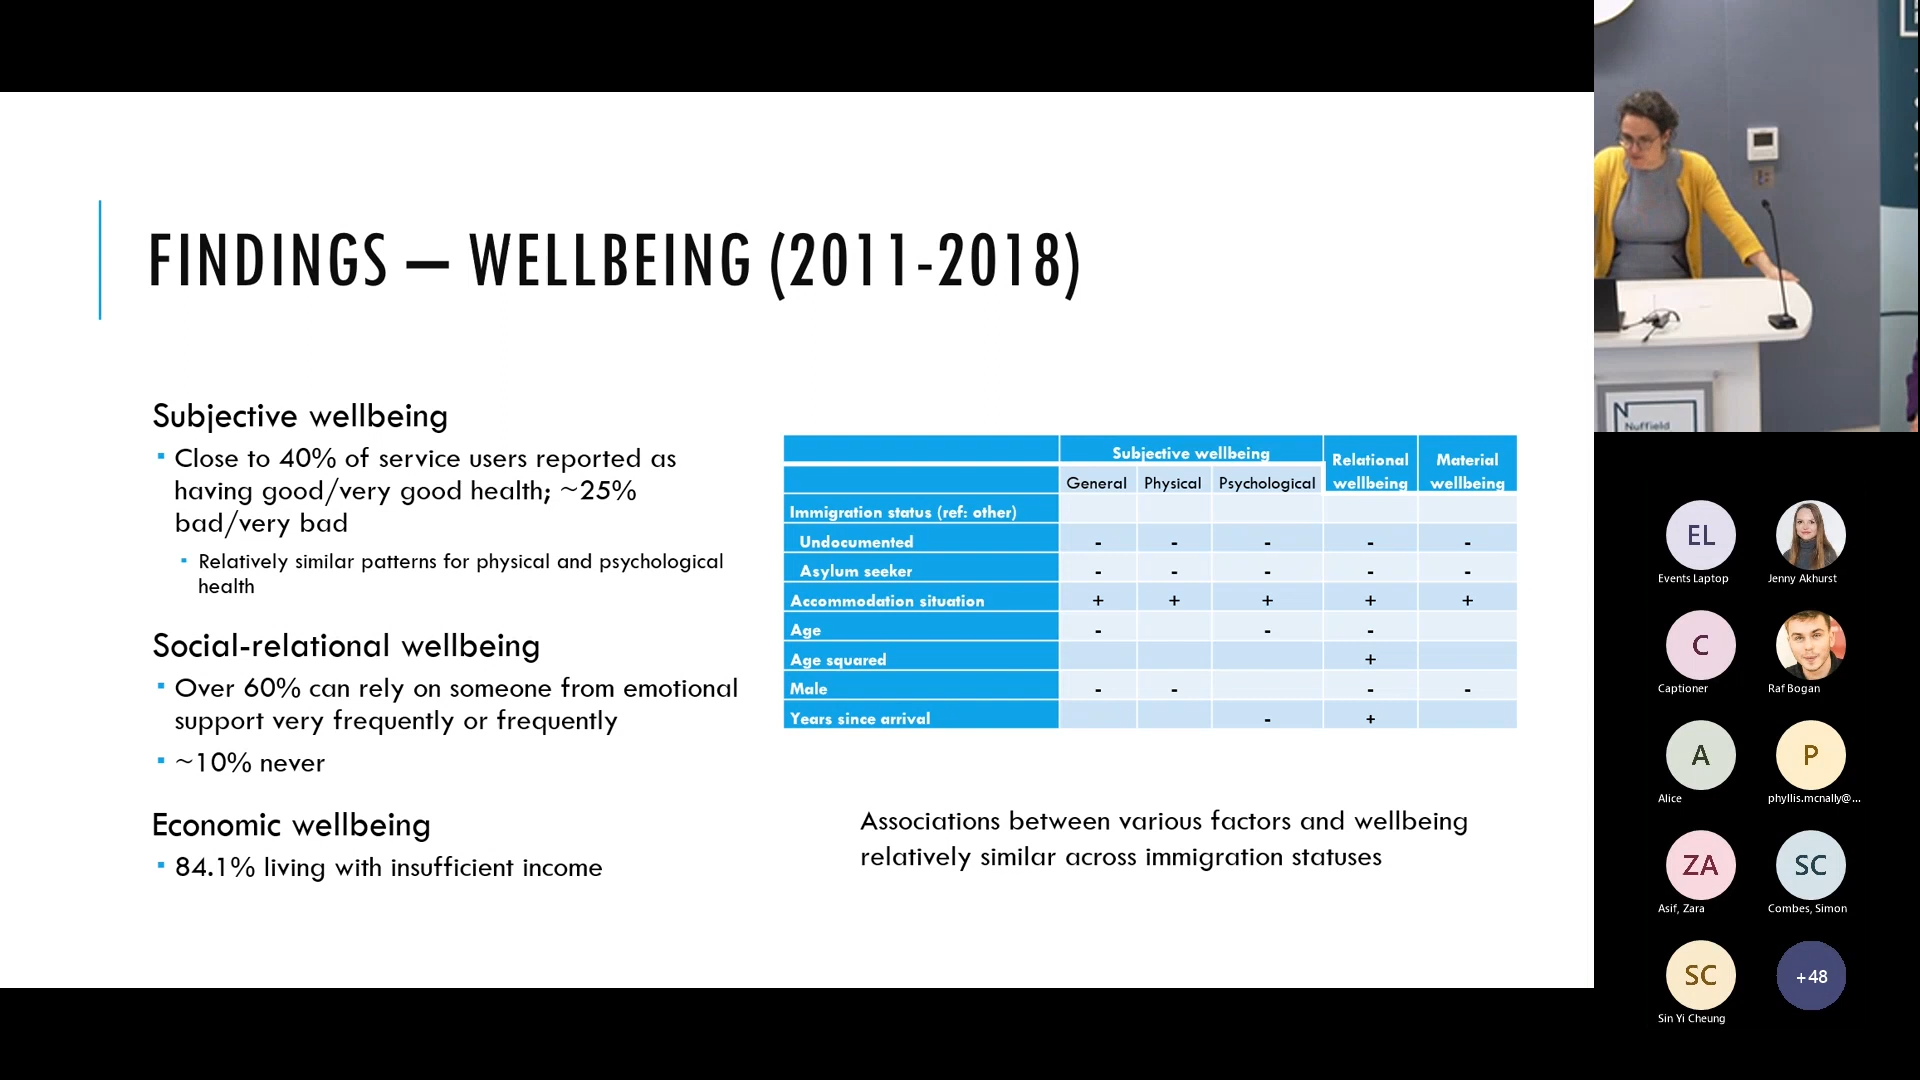 FINDINGS – WELLBEING (2011-2018)
Subjective wellbeing
▪ Close to 40% of service users reported as
having good/very good health; ~25%
bad/very bad
▪ Relatively similar patterns for physical and psychological
health
Social-relational wellbeing
▪ Over 60% can rely on someone from emotional
support very frequently or frequently
▪ ~10% never
Economic wellbeing
▪ 84.1% living with insufficient income
Subjective wellbeing Relational wellbeing Material wellbeing
General Physical Psychological
Immigration status (ref: other)
Undocumented - - - - -
Asylum seeker - - - - -
Accommodation situation + + + + +
Age - - -
Age squared +
Male - - - -
Years since arrival - +
Associations between various factors and wellbeing
relatively similar across immigration statuses
N
Nuffield
EL
Events Laptop
Jenny Akhurst
C
Captioner
Raf Bogan
A
Alice
P
phyllis.mcnally@...
ZA
Asif, Zara
SC
Combes, Simon
SC
Sin Yi Cheung
+48